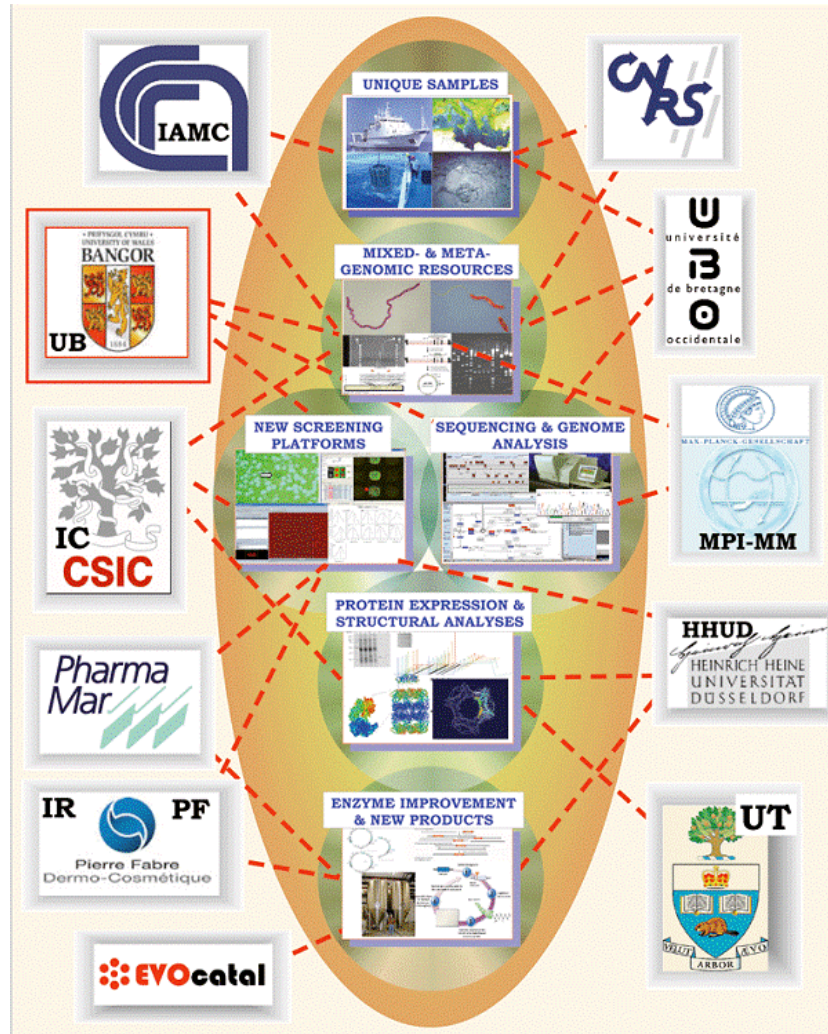 UNIQUE SAMPLES
IAMC
CNRS
MIXED- & META-
GENOMIC RESOURCES
• PRIFYSGOL CYMRU •
UNIVERSITY OF WALES
BANGOR
1884
UB
U
université
B
de bretagne
O
occidentale
NEW SCREENING
PLATFORMS
SEQUENCING & GENOME
ANALYSIS
MAX-PLANCK-GESELLSCHAFT
MPI-MM
IC
CSIC
PROTEIN EXPRESSION &
STRUCTURAL ANALYSES
HHUD
HEINRICH HEINE
UNIVERSITÄT
DÜSSELDORF
Pharma
Mar
IR PF
Pierre Fabre
Dermo-Cosmétique
ENZYME IMPROVEMENT
& NEW PRODUCTS
UT
VELUT
ARBOR
ÆVO
EVOcatal